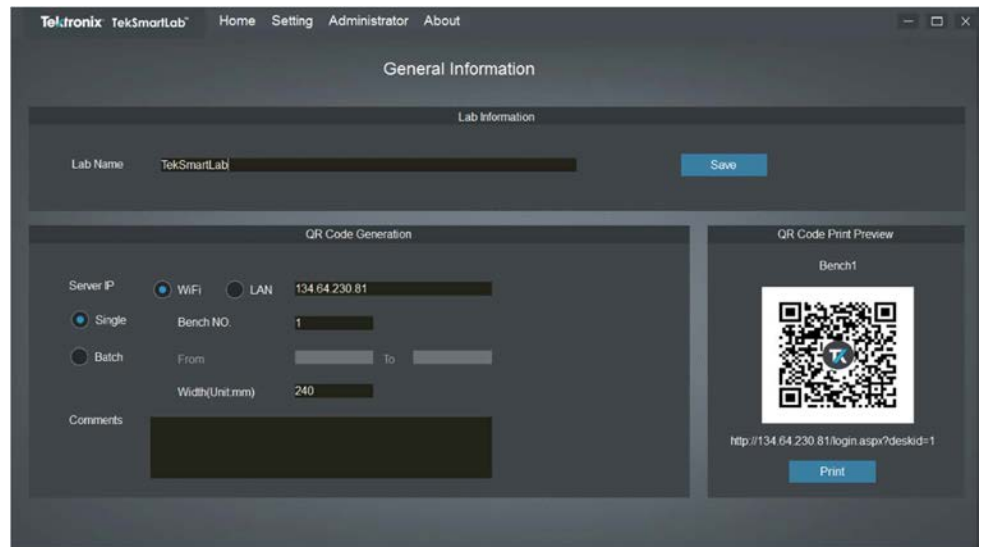 Tektronix TekSmartLab™ Home Setting Administrator About
General Information
Lab Information
Lab Name TekSmartLab Save
QR Code Generation
Server IP WiFi LAN 134.64.230.81
Single Bench NO. 1
Batch From To
Width(Unit:mm) 240
Comments
QR Code Print Preview
Bench1
TK
http://134.64.230.81/login.aspx?deskid=1
Print